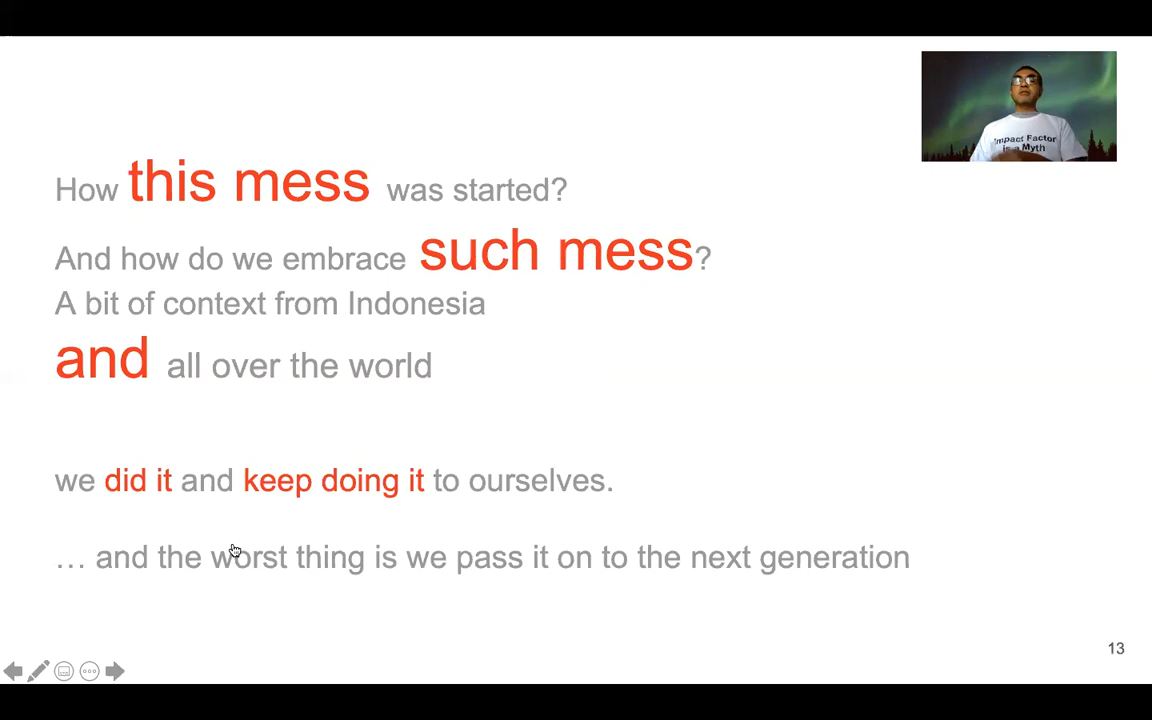 Impact Factor
is a Myth
How this mess was started?
And how do we embrace such mess?
A bit of context from Indonesia
and all over the world
we did it and keep doing it to ourselves.
… and the worst thing is we pass it on to the next generation
13